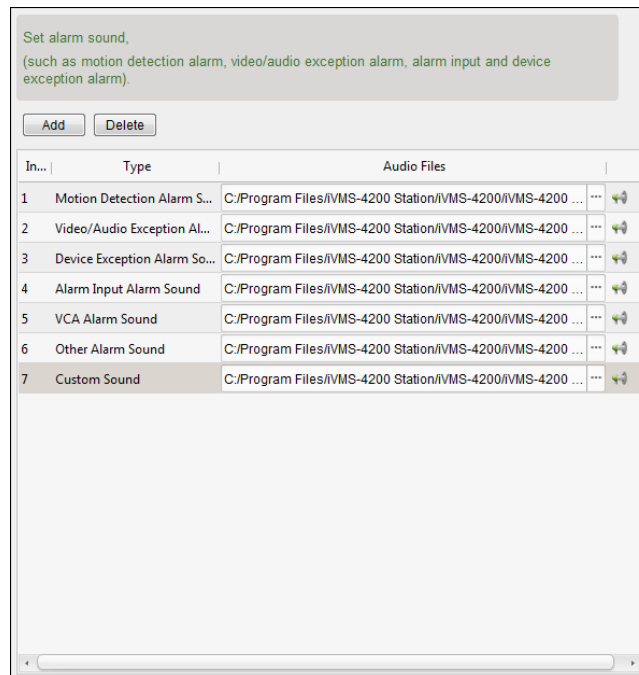 Set alarm sound,
(such as motion detection alarm, video/audio exception alarm, alarm input and device
exception alarm).
Add Delete
In... Type Audio Files
1 Motion Detection Alarm S... C:/Program Files/iVMS-4200 Station/iVMS-4200/iVMS-4200 ... ...
2 Video/Audio Exception Al... C:/Program Files/iVMS-4200 Station/iVMS-4200/iVMS-4200 ... ...
3 Device Exception Alarm So... C:/Program Files/iVMS-4200 Station/iVMS-4200/iVMS-4200 ... ...
4 Alarm Input Alarm Sound C:/Program Files/iVMS-4200 Station/iVMS-4200/iVMS-4200 ... ...
5 VCA Alarm Sound C:/Program Files/iVMS-4200 Station/iVMS-4200/iVMS-4200 ... ...
6 Other Alarm Sound C:/Program Files/iVMS-4200 Station/iVMS-4200/iVMS-4200 ... ...
7 Custom Sound C:/Program Files/iVMS-4200 Station/iVMS-4200/iVMS-4200 ... ...